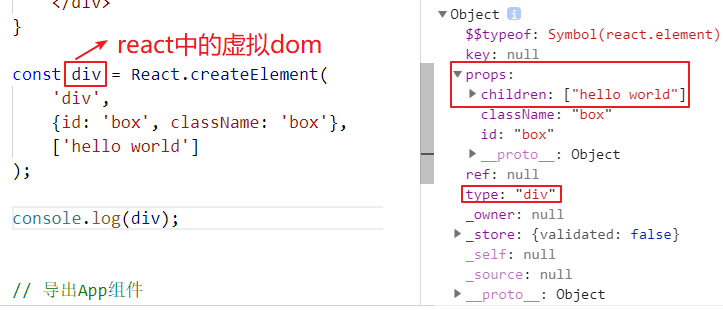 </div>
}
react中的虚拟dom
const div = React.createElement(
'div',
{id: 'box', className: 'box'},
['hello world']
);
console.log(div);
// 导出App组件
▼Object i
$$typeof: Symbol(react.element)
key: null
▼props:
▶children: ["hello world"]
className: "box"
id: "box"
▶__proto__: Object
ref: null
type: "div"
_owner: null
▶_store: {validated: false}
_self: null
_source: null
▶__proto__: Object